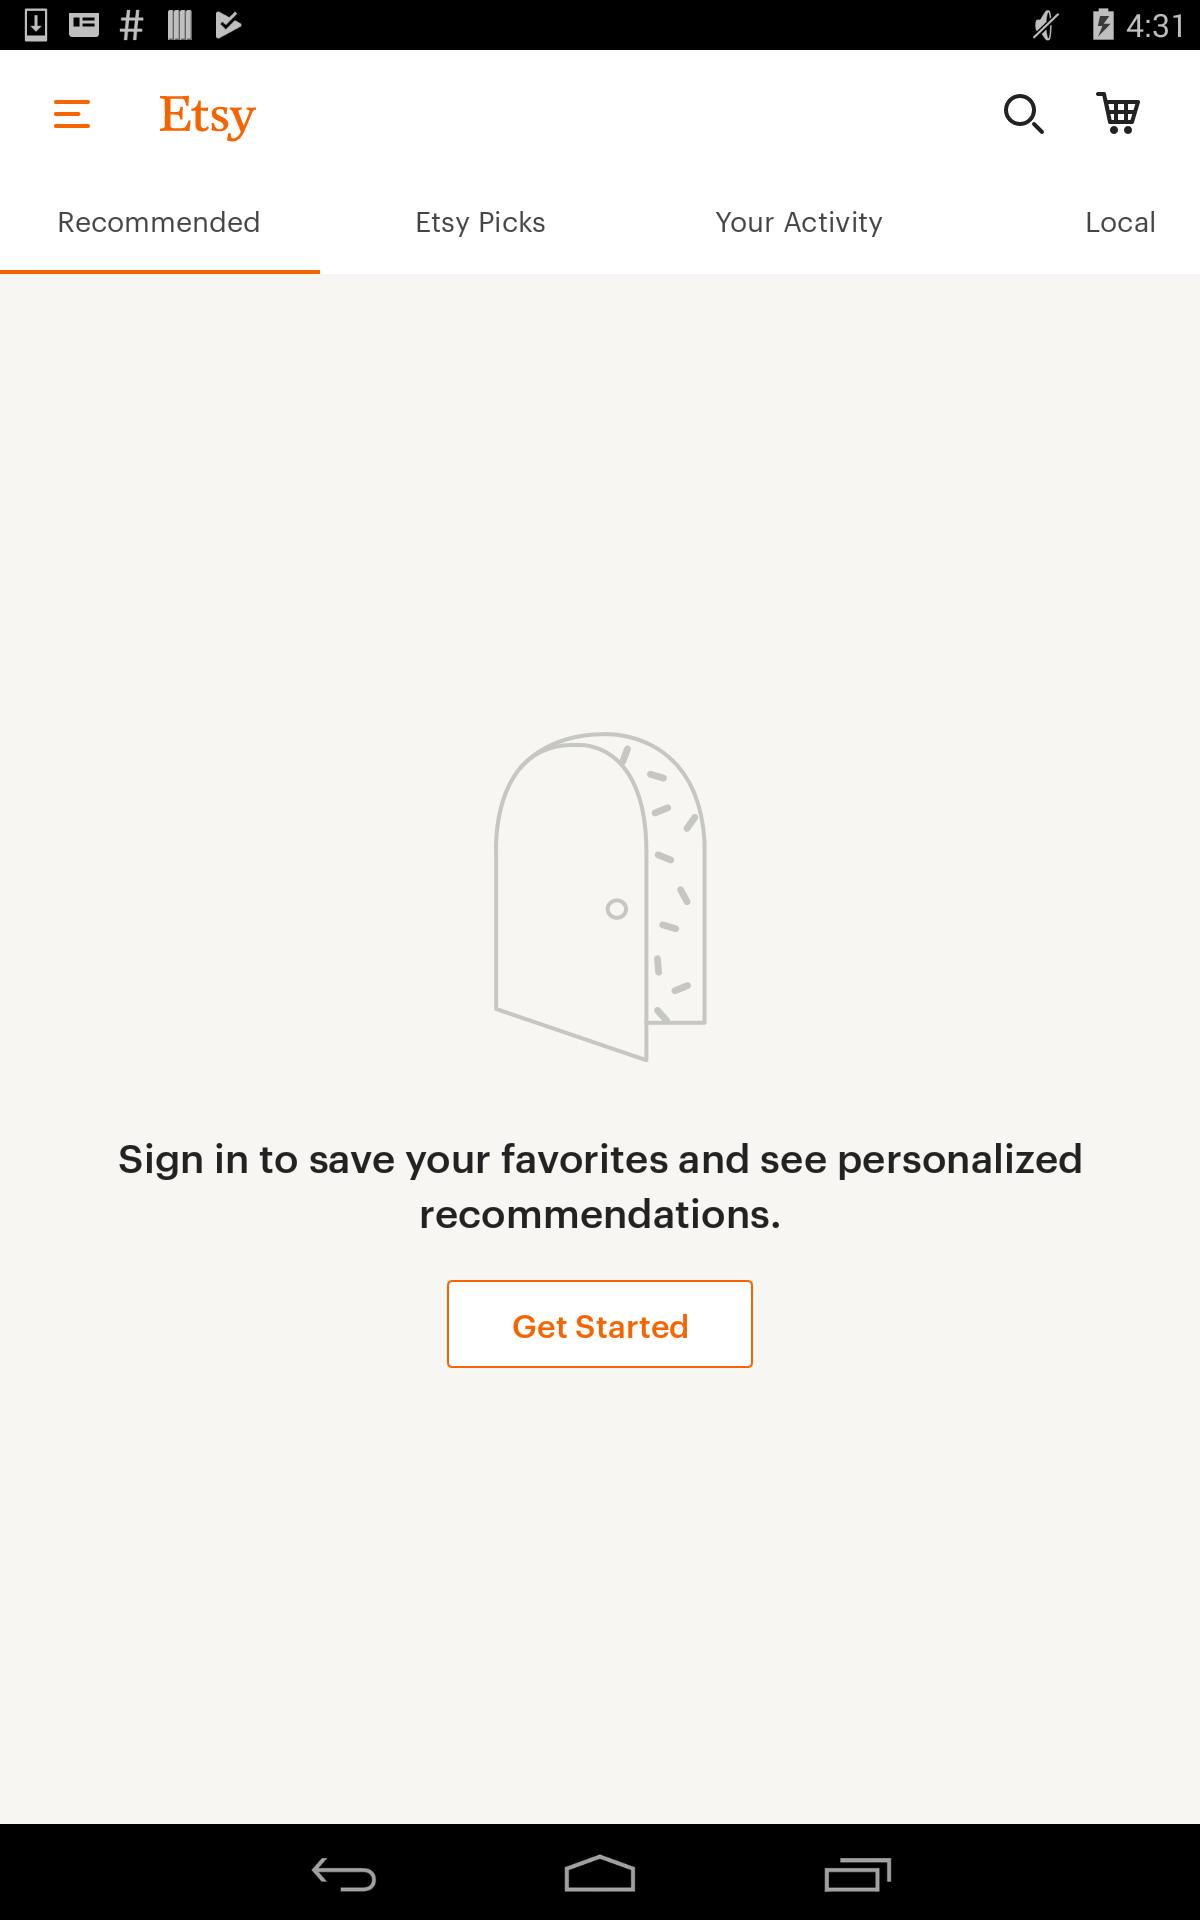 4:31
Etsy
Recommended Etsy Picks Your Activity Local
Sign in to save your favorites and see personalized
recommendations.
Get Started